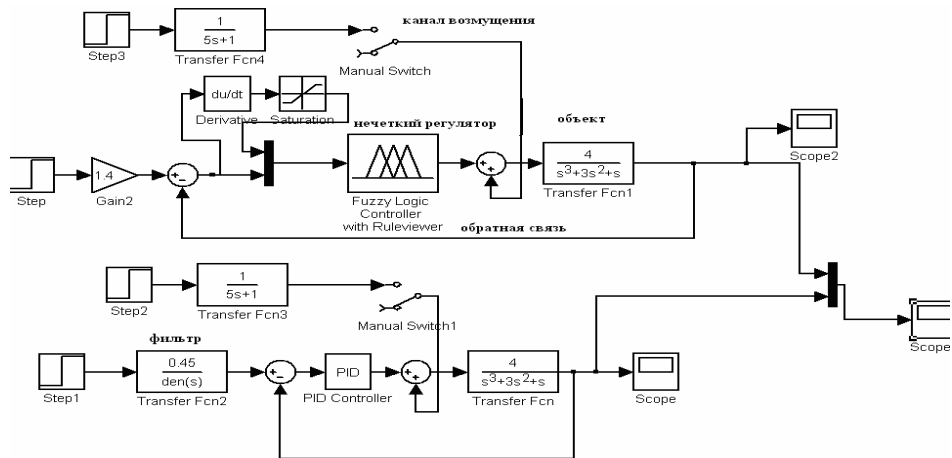 канал возмущения
1
5s+1
Step3
Transfer Fcn4
Manual Switch
du/dt
Derivative
Saturation
нечеткий регулятор
объект
Scope2
Step
1.4
Gain2
+
-
Fuzzy Logic
Controller
with Ruleviewer
+
+
4
s³+3s²+s
Transfer Fcn1
обратная связь
Step2
1
5s+1
Transfer Fcn3
Manual Switch1
Scope
фильтр
Step1
0.45
den(s)
Transfer Fcn2
+
-
PID
PID Controller
+
+
4
s³+3s²+s
Transfer Fcn
Scope